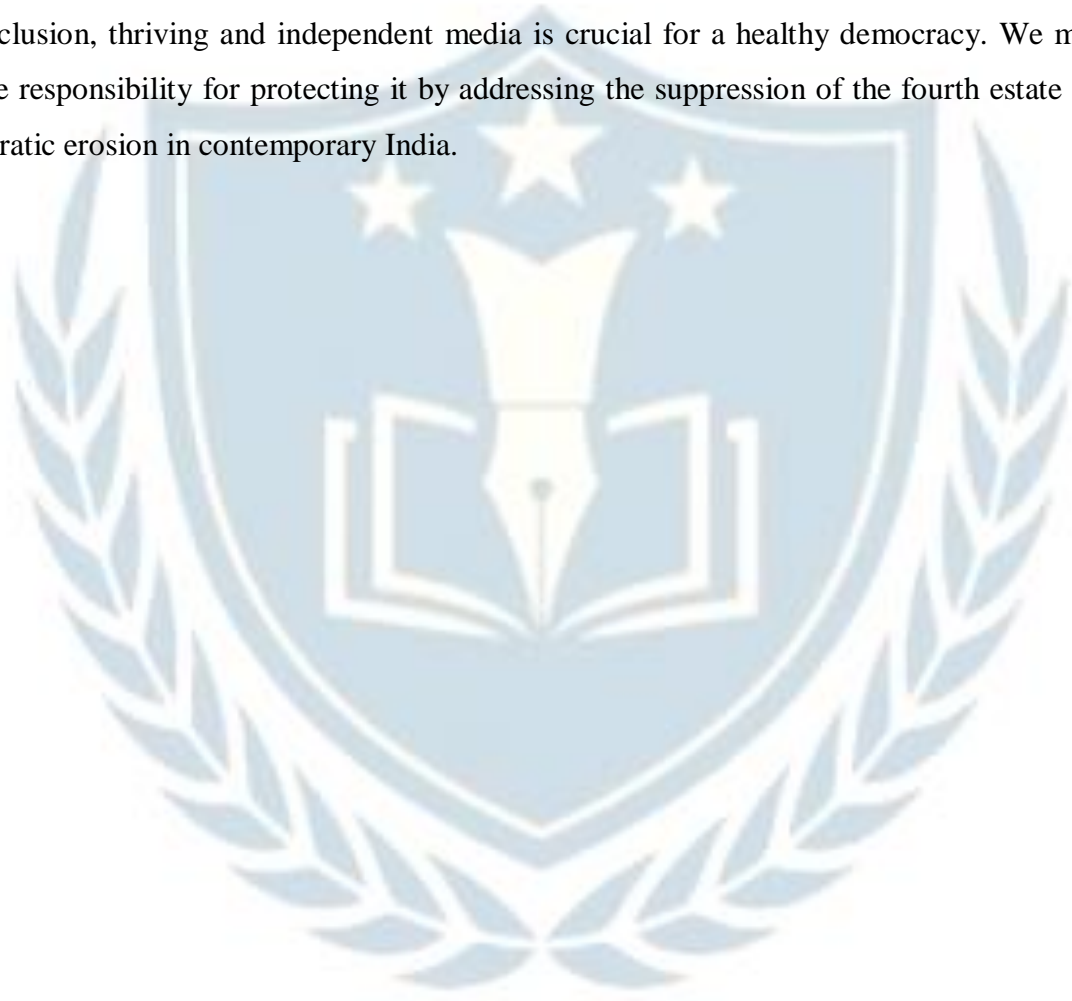 clusion, thriving and independent media is crucial for a healthy democracy. We m
e responsibility for protecting it by addressing the suppression of the fourth estate
ratic erosion in contemporary India.